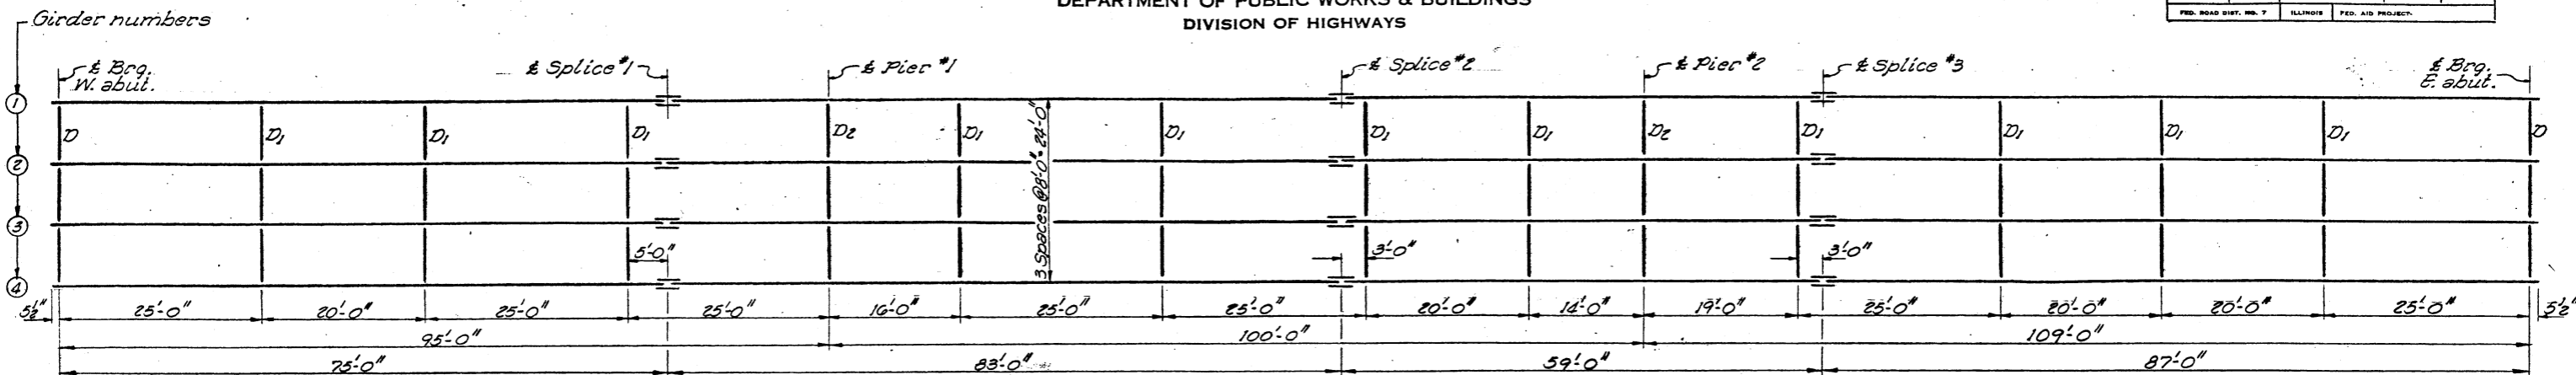 DEPARTMENT OF PUBLIC WORKS & BUILDINGS
DIVISION OF HIGHWAYS
FED. ROAD DIST. NO. 7 ILLINOIS FED. AID PROJECT-
Girder numbers
℄ Brg. W. abut.
℄ Splice #1
℄ Pier #1
℄ Splice #2
℄ Pier #2
℄ Splice #3
℄ Brg. E. abut.
1
D D1 D1 D1 D2 D1 D1 D1 D1 D2 D1 D1 D1 D1 D
2
3 Spaces @ 8'-0" = 24'-0"
3
5'-0" 3'-0" 3'-0"
4
5½" 25'-0" 20'-0" 25'-0" 25'-0" 16'-0" 25'-0" 25'-0" 20'-0" 14'-0" 19'-0" 25'-0" 20'-0" 20'-0" 25'-0" 5½"
95'-0" 100'-0" 109'-0"
75'-0" 83'-0" 59'-0" 87'-0"